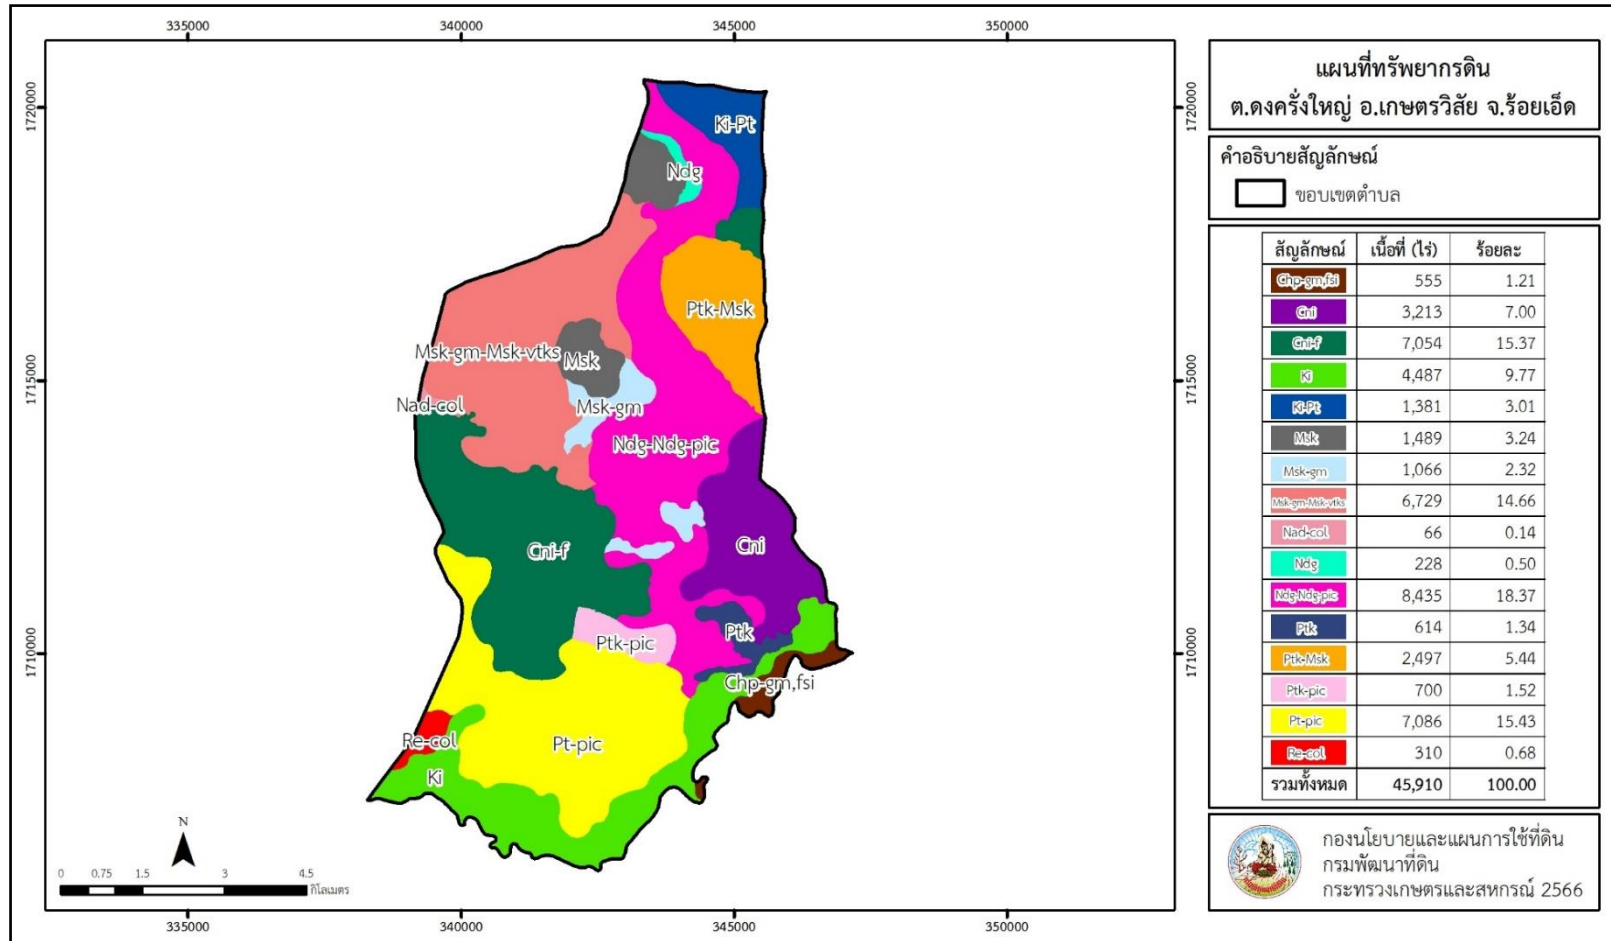 335000 340000 345000 350000
1720000 1720000
1715000 1715000
1710000 1710000
Ki-Pt
Ndg
Ptk-Msk
Msk-gm-Msk-vtks
Msk
Nad-col
Msk-gm
Ndg-Ndg-pic
Cni
Cni-f
Ptk
Ptk-pic
Chp-gm,fsi
Re-col
Pt-pic
Ki
N
0 0.75 1.5 3 4.5
กิโลเมตร
335000 340000 345000 350000
แผนที่ทรัพยากรดิน
ต.ดงครั่งใหญ่ อ.เกษตรวิสัย จ.ร้อยเอ็ด
คำอธิบายสัญลักษณ์
ขอบเขตตำบล
สัญลักษณ์ เนื้อที่ (ไร่) ร้อยละ
Chp-gm,fsi 555 1.21
Cni 3,213 7.00
Cni-f 7,054 15.37
Ki 4,487 9.77
Ki-Pt 1,381 3.01
Msk 1,489 3.24
Msk-gm 1,066 2.32
Msk-gm-Msk-vtks 6,729 14.66
Nad-col 66 0.14
Ndg 228 0.50
Ndg-Ndg-pic 8,435 18.37
Ptk 614 1.34
Ptk-Msk 2,497 5.44
Ptk-pic 700 1.52
Pt-pic 7,086 15.43
Re-col 310 0.68
รวมทั้งหมด 45,910 100.00
กองนโยบายและแผนการใช้ที่ดิน
กรมพัฒนาที่ดิน
กระทรวงเกษตรและสหกรณ์ 2566